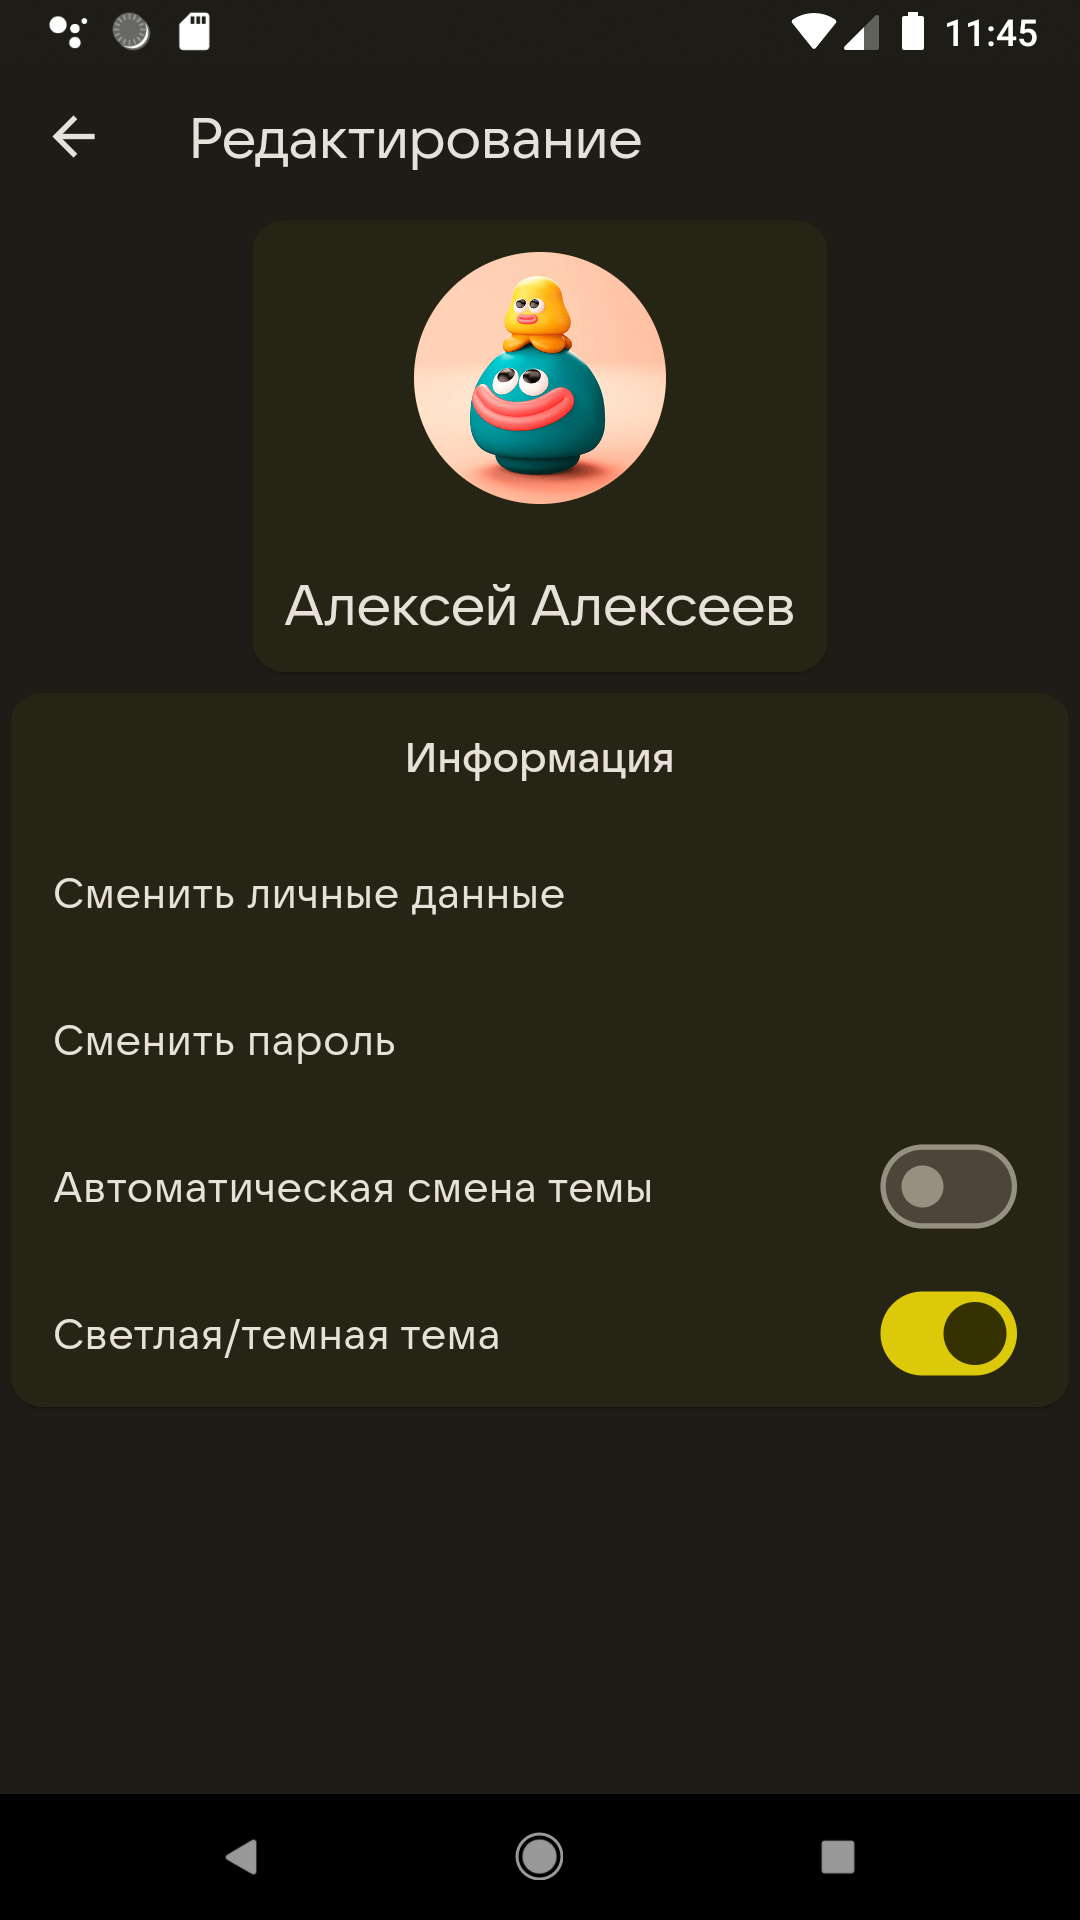 11:45
Редактирование
Алексей Алексеев
Информация
Сменить личные данные
Сменить пароль
Автоматическая смена темы
Светлая/темная тема